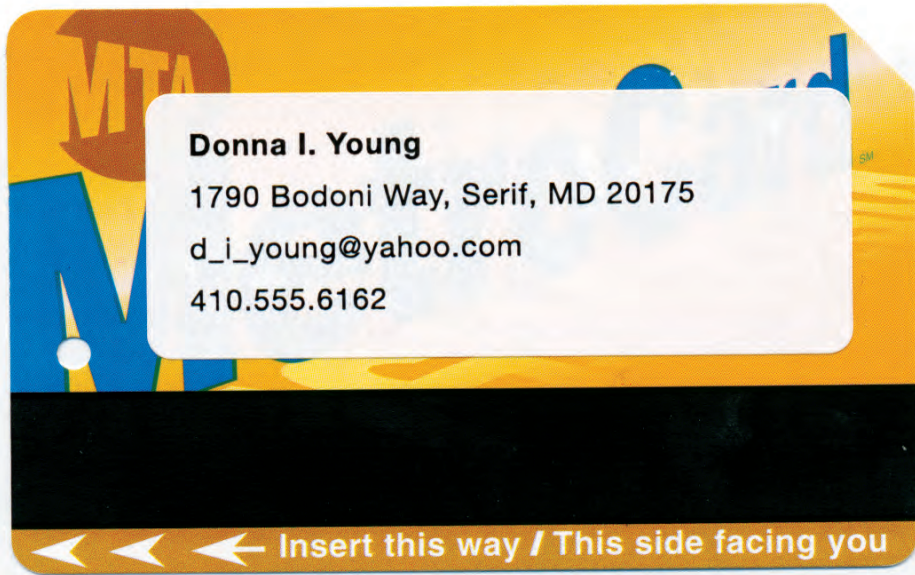 MTA
Card
SM
Donna I. Young
1790 Bodoni Way, Serif, MD 20175
d_i_young@yahoo.com
410.555.6162
Insert this way / This side facing you